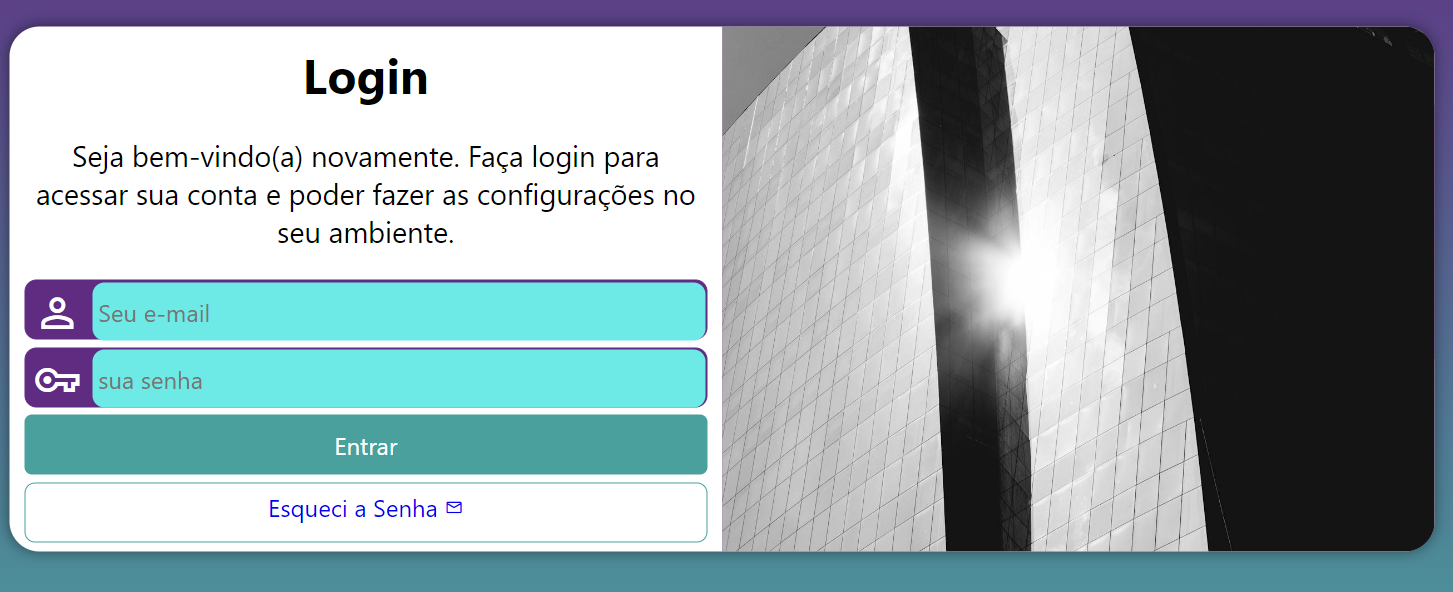 Login
Seja bem-vindo(a) novamente. Faça login para
acessar sua conta e poder fazer as configurações no
seu ambiente.
Seu e-mail
sua senha
Entrar
Esqueci a Senha